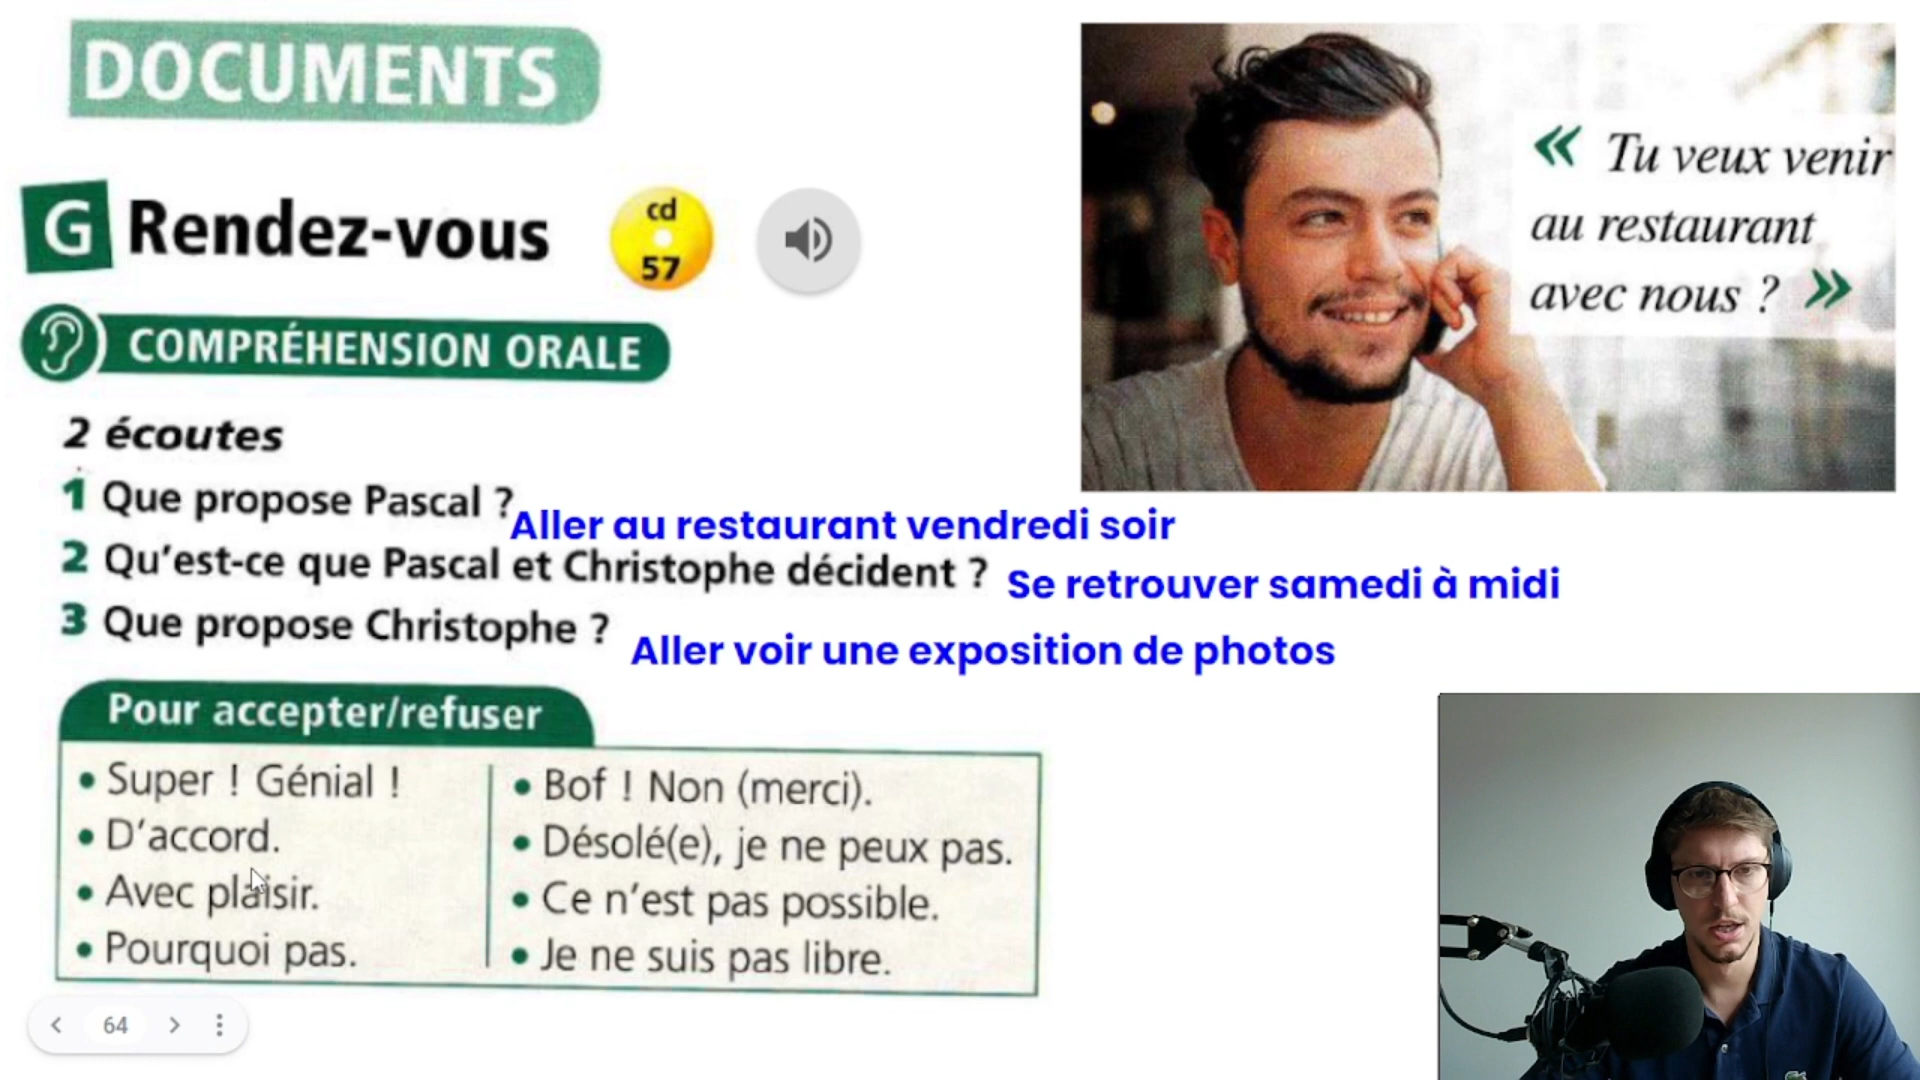 DOCUMENTS
G Rendez-vous
cd
57
« Tu veux venir
au restaurant
avec nous ? »
COMPRÉHENSION ORALE
2 écoutes
1 Que propose Pascal ?
Aller au restaurant vendredi soir
2 Qu'est-ce que Pascal et Christophe décident ?
Se retrouver samedi à midi
3 Que propose Christophe ?
Aller voir une exposition de photos
Pour accepter/refuser
• Super ! Génial !
• D'accord.
• Avec plaisir.
• Pourquoi pas.
• Bof ! Non (merci).
• Désolé(e), je ne peux pas.
• Ce n'est pas possible.
• Je ne suis pas libre.
64